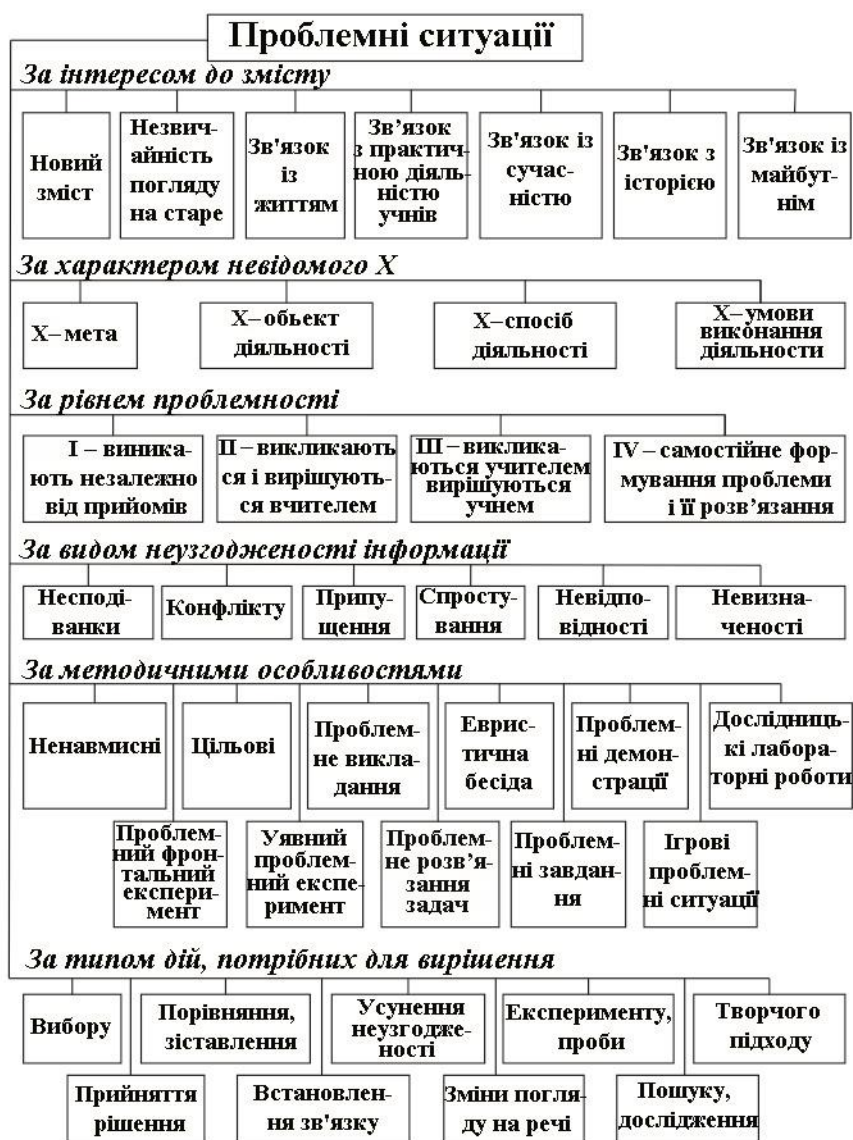 Проблемні ситуації
За інтересом до змісту
Новий
зміст
Незвич-
айність
погляду
на старе
Зв'язок
із
життям
Зв’язок
з практич-
ною діяль-
ністю
учнів
Зв'язок із
сучас-
ністю
Зв'язок з
історією
Зв'язок із
майбут-
нім
За характером невідомого X
X– мета
X–обьект
діяльності
X–спосіб
діяльності
X–умови
виконання
діяльности
За рівнем проблемності
I – виника-
ють незалежно
від прийомів
II – викликають
ся і вирішують-
ся вчителем
III – виклика-
ються учителем
вирішуються
учнем
IV – самостійне фор-
мування проблеми
і її розв’язання
За видом неузгодженості інформації
Несподі-
ванки
Конфлікту
Припу-
щення
Спросту-
вання
Невідпо-
відності
Невизна-
ченості
За методичними особливостями
Ненавмисні
Цільові
Проблем-
не викла-
дання
Еврис-
тична
бесіда
Проблем-
ні демон-
страції
Дослідниць-
кі лабора-
торні роботи
Проблем-
ний фрон-
тальний
експери-
мент
Уявний
проблем-
ний експе-
римент
Проблем-
не розв’я-
зання
задач
Проблем-
ні завдан-
ня
Ігрові
проблем-
ні ситуації
За типом дій, потрібних для вирішення
Вибору
Порівняння,
зіставлення
Усунення
неузгодже-
ності
Експерименту,
проби
Творчого
підходу
Прийняття
рішення
Встановлен-
ня зв'язку
Зміни погля-
ду на речі
Пошуку,
дослідження